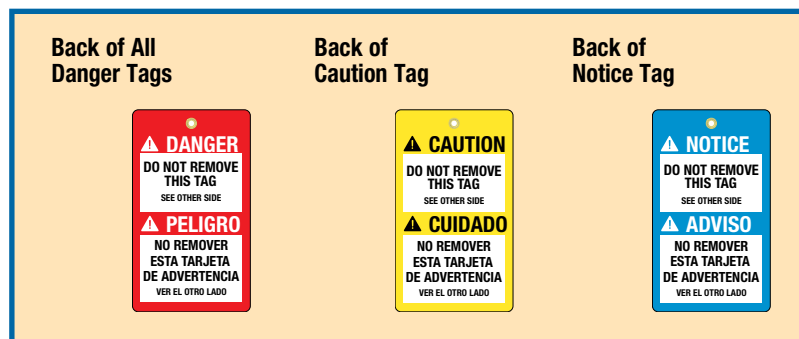 Back of All
Danger Tags
DANGER
DO NOT REMOVE
THIS TAG
SEE OTHER SIDE
PELIGRO
NO REMOVER
ESTA TARJETA
DE ADVERTENCIA
VER EL OTRO LADO
Back of
Caution Tag
CAUTION
DO NOT REMOVE
THIS TAG
SEE OTHER SIDE
CUIDADO
NO REMOVER
ESTA TARJETA
DE ADVERTENCIA
VER EL OTRO LADO
Back of
Notice Tag
NOTICE
DO NOT REMOVE
THIS TAG
SEE OTHER SIDE
ADVISO
NO REMOVER
ESTA TARJETA
DE ADVERTENCIA
VER EL OTRO LADO